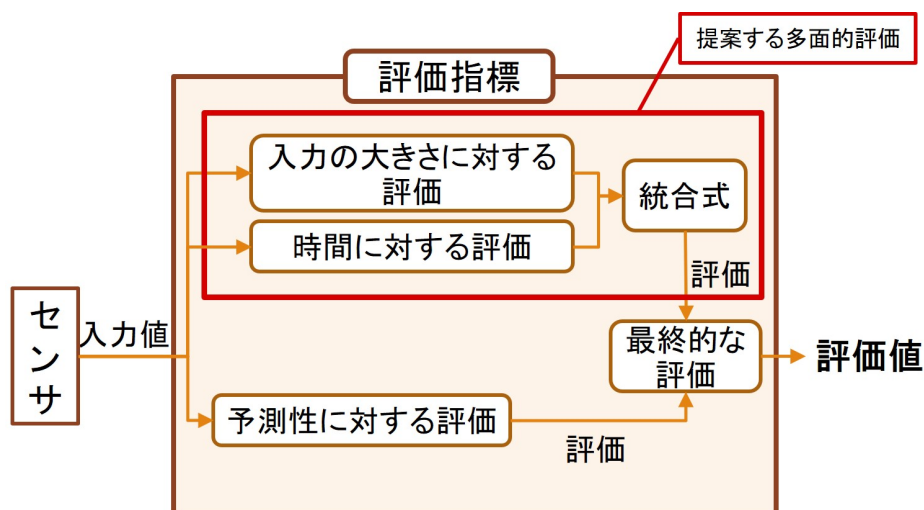 提案する多面的評価
評価指標
入力の大きさに対する
評価
統合式
時間に対する評価
評価
センサ
入力値
最終的な
評価
評価値
予測性に対する評価
評価